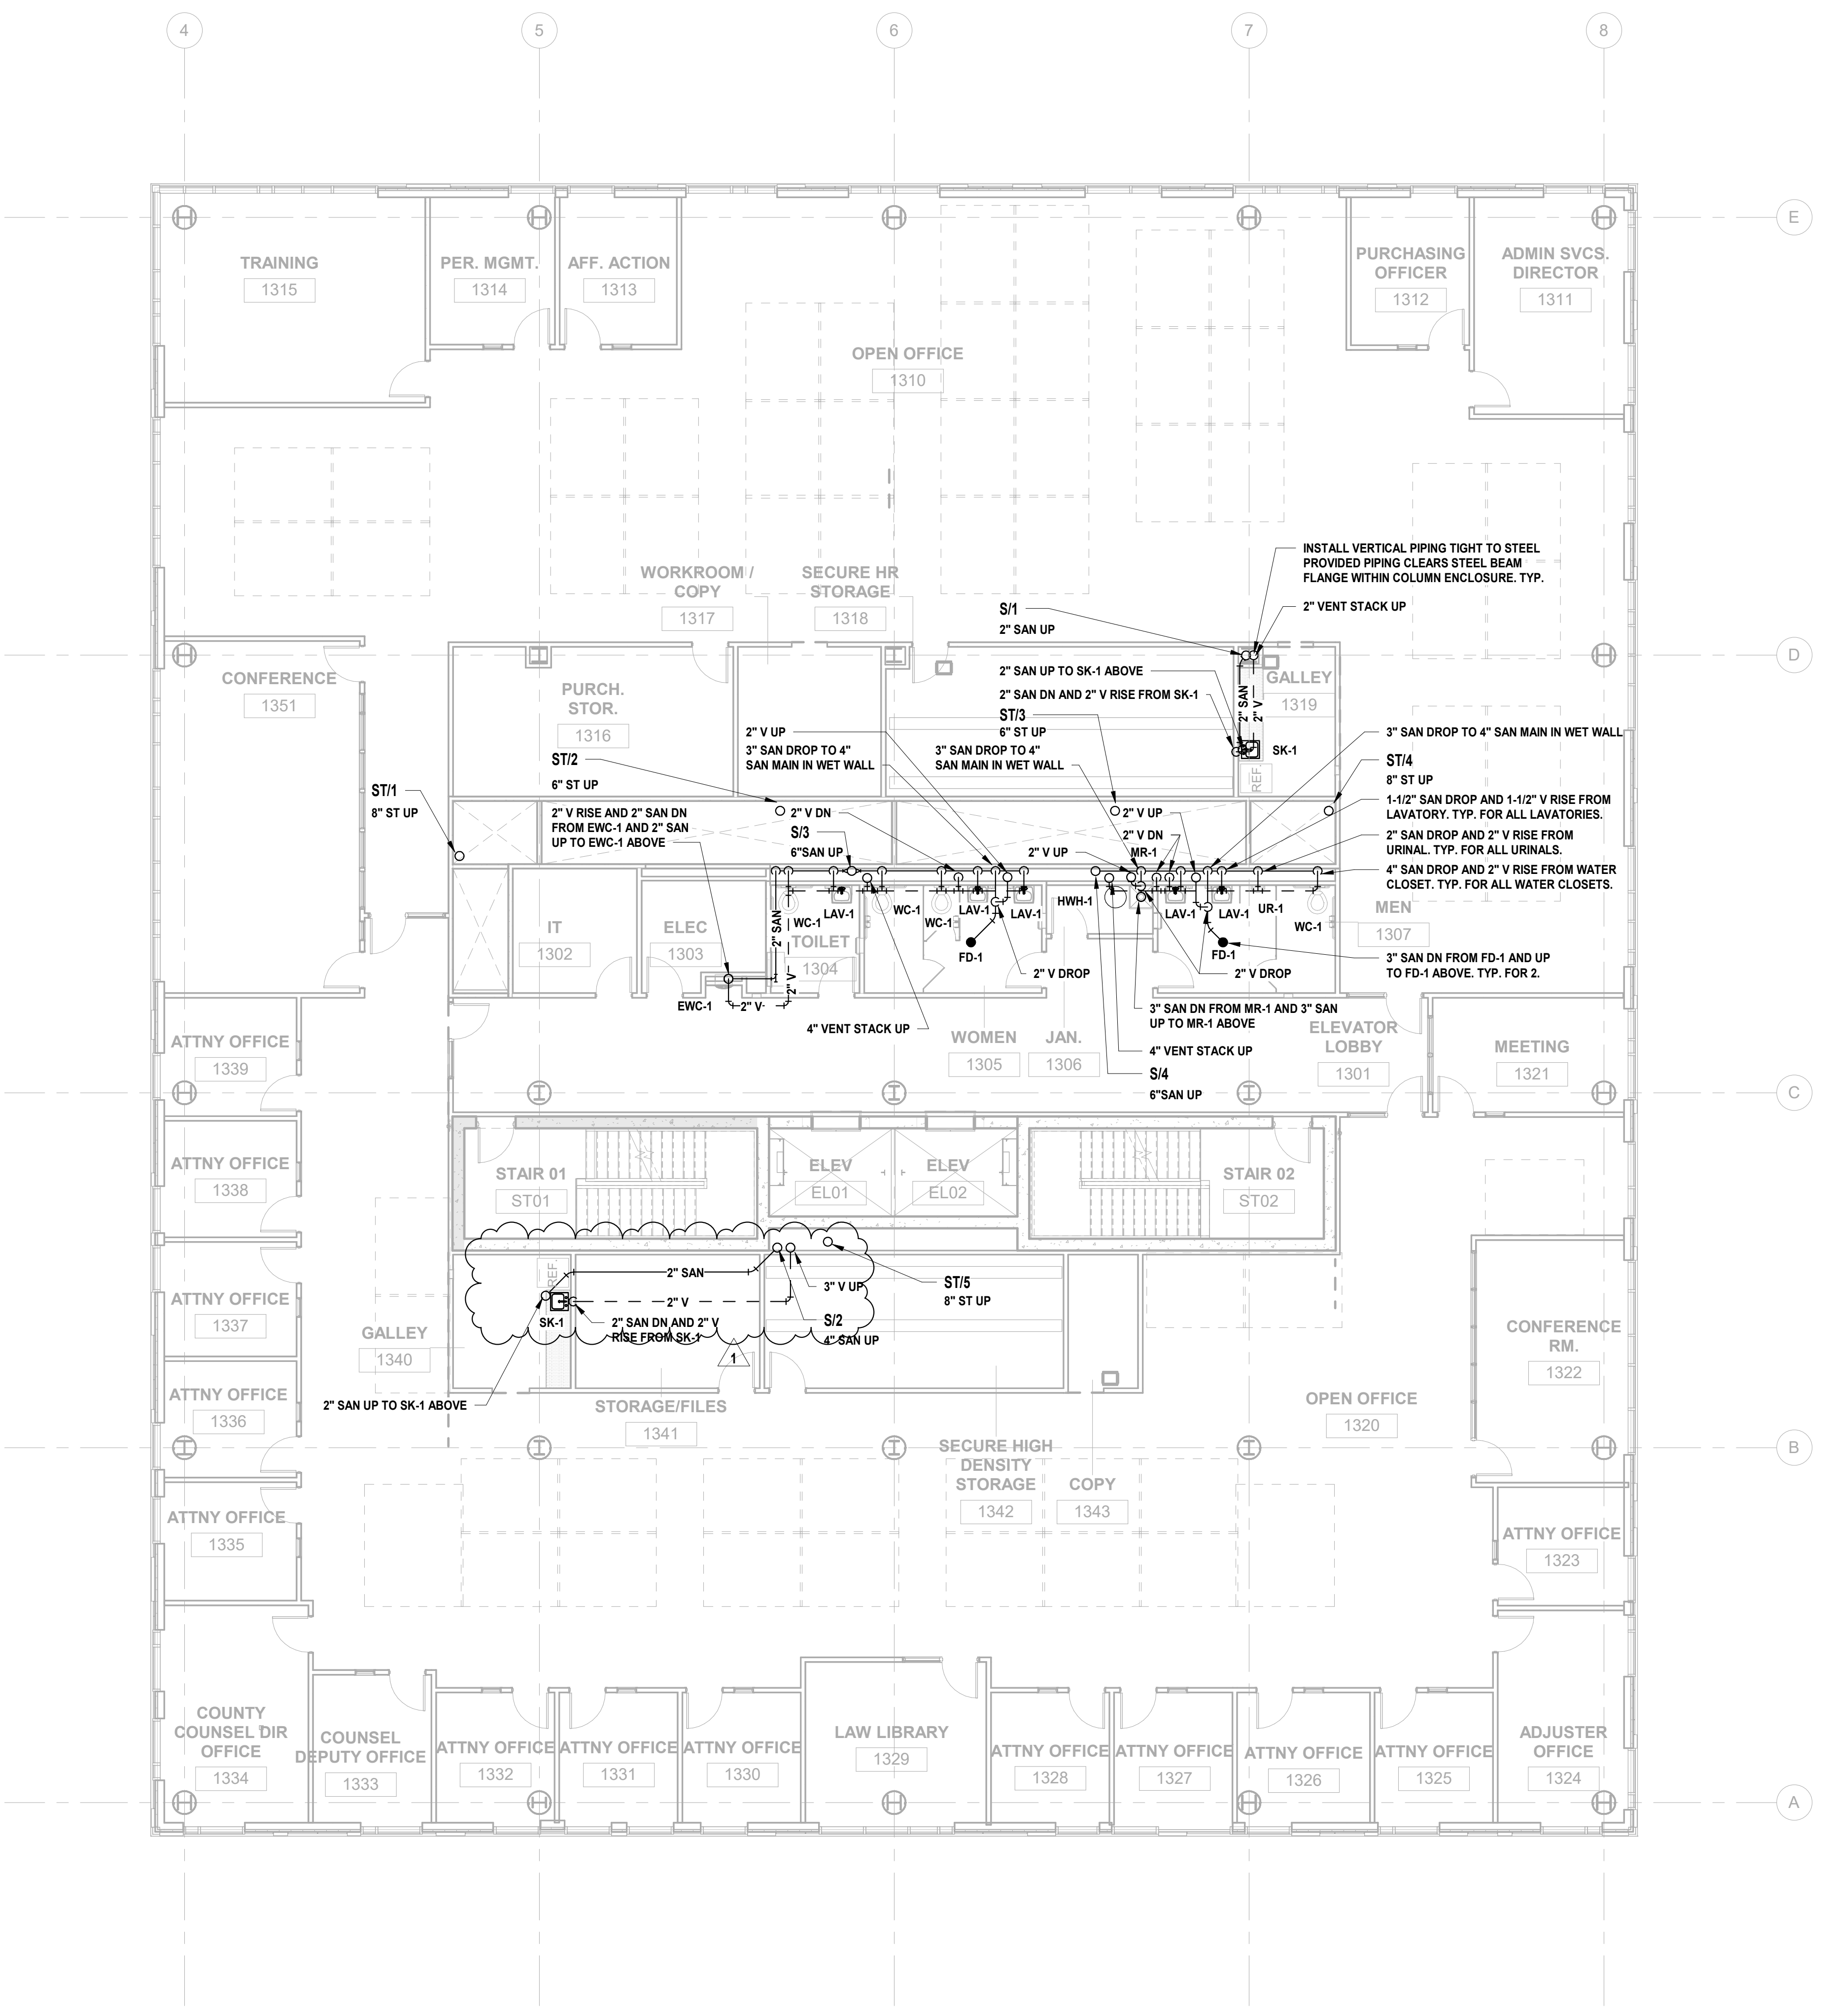 4
5
6
7
8
E
D
C
B
A
TRAINING
1315
PER. MGMT.
1314
AFF. ACTION
1313
PURCHASING
OFFICER
1312
ADMIN SVCS.
DIRECTOR
1311
OPEN OFFICE
1310
WORKROOM /
COPY
1317
SECURE HR
STORAGE
1318
INSTALL VERTICAL PIPING TIGHT TO STEEL
PROVIDED PIPING CLEARS STEEL BEAM
FLANGE WITHIN COLUMN ENCLOSURE. TYP.
2" VENT STACK UP
S/1
2" SAN UP
2" SAN UP TO SK-1 ABOVE
2" SAN DN AND 2" V RISE FROM SK-1
ST/3
6" ST UP
2" SAN
2" V
GALLEY
1319
SK-1
REF.
CONFERENCE
1351
PURCH.
STOR.
1316
ST/2
6" ST UP
2" V UP
3" SAN DROP TO 4"
SAN MAIN IN WET WALL
3" SAN DROP TO 4"
SAN MAIN IN WET WALL
3" SAN DROP TO 4" SAN MAIN IN WET WALL
ST/4
8" ST UP
1-1/2" SAN DROP AND 1-1/2" V RISE FROM
LAVATORY. TYP. FOR ALL LAVATORIES.
2" SAN DROP AND 2" V RISE FROM
URINAL. TYP. FOR ALL URINALS.
4" SAN DROP AND 2" V RISE FROM WATER
CLOSET. TYP. FOR ALL WATER CLOSETS.
ST/1
8" ST UP
2" V RISE AND 2" SAN DN
FROM EWC-1 AND 2" SAN
UP TO EWC-1 ABOVE
2" V DN
S/3
6"SAN UP
2" V UP
2" V UP
2" V DN
MR-1
IT
1302
ELEC
1303
2" SAN
2" V
WC-1
LAV-1
TOILET
1304
WC-1
WC-1
LAV-1
LAV-1
HWH-1
LAV-1
LAV-1
UR-1
WC-1
MEN
1307
FD-1
FD-1
2" V DROP
2" V DROP
3" SAN DN FROM FD-1 AND UP
TO FD-1 ABOVE. TYP. FOR 2.
EWC-1
2" V
4" VENT STACK UP
3" SAN DN FROM MR-1 AND 3" SAN
UP TO MR-1 ABOVE
4" VENT STACK UP
S/4
6"SAN UP
WOMEN
1305
JAN.
1306
ELEVATOR
LOBBY
1301
MEETING
1321
ATTNY OFFICE
1339
ATTNY OFFICE
1338
ATTNY OFFICE
1337
ATTNY OFFICE
1336
ATTNY OFFICE
1335
STAIR 01
ST01
ELEV
EL01
ELEV
EL02
STAIR 02
ST02
REF.
2" SAN
2" V
3" V UP
ST/5
8" ST UP
SK-1
2" SAN DN AND 2" V
RISE FROM SK-1
S/2
4" SAN UP
1
GALLEY
1340
2" SAN UP TO SK-1 ABOVE
STORAGE/FILES
1341
SECURE HIGH
DENSITY
STORAGE
1342
COPY
1343
OPEN OFFICE
1320
CONFERENCE
RM.
1322
ATTNY OFFICE
1323
COUNTY
COUNSEL DIR
OFFICE
1334
COUNSEL
DEPUTY OFFICE
1333
ATTNY OFFICE
1332
ATTNY OFFICE
1331
ATTNY OFFICE
1330
LAW LIBRARY
1329
ATTNY OFFICE
1328
ATTNY OFFICE
1327
ATTNY OFFICE
1326
ATTNY OFFICE
1325
ADJUSTER
OFFICE
1324